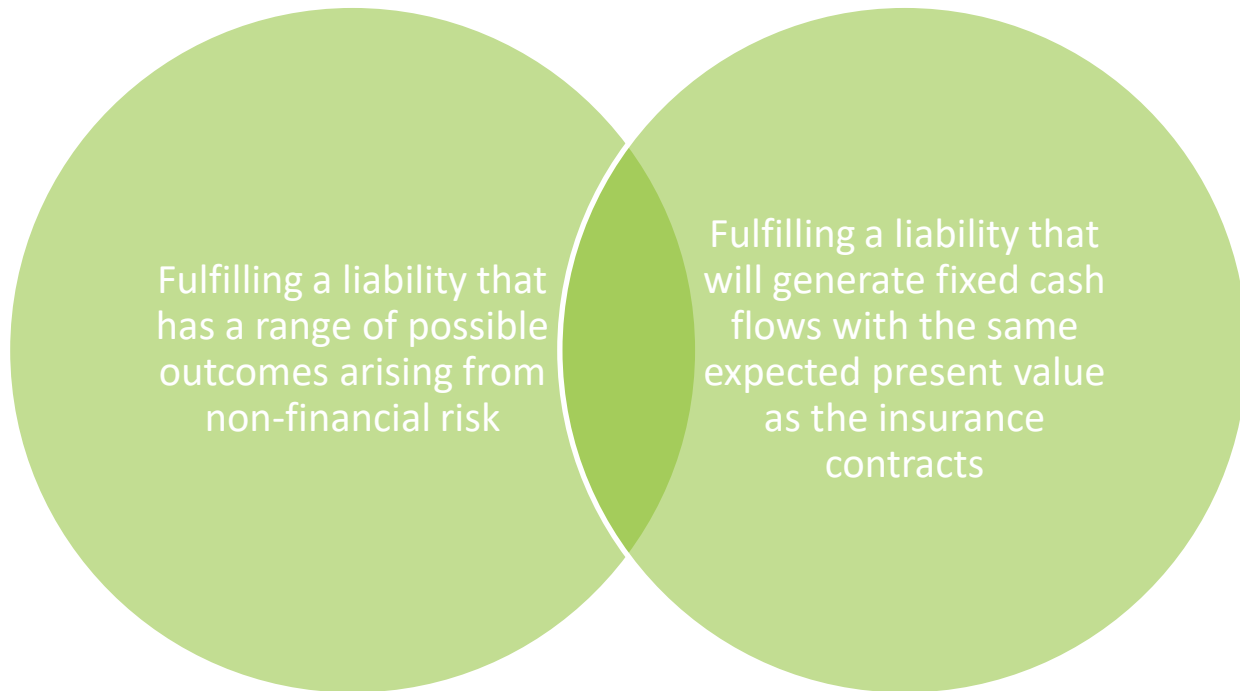 Fulfilling a liability that
has a range of possible
outcomes arising from
non-financial risk
Fulfilling a liability that
will generate fixed cash
flows with the same
expected present value
as the insurance
contracts